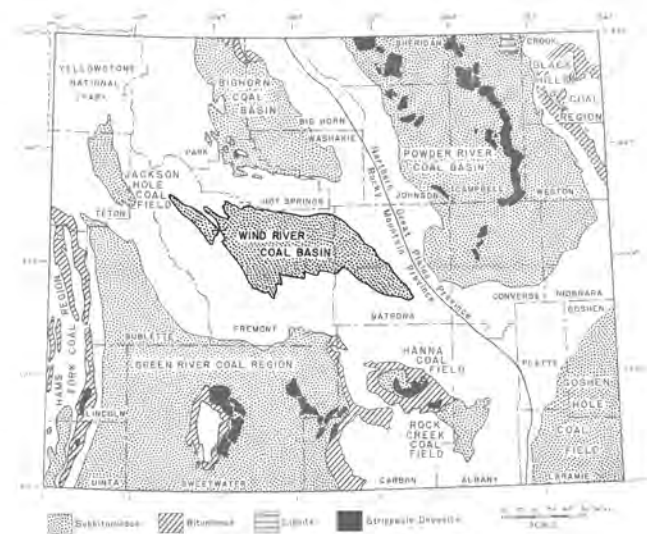 SHERIDAN
CROOK
YELLOWSTONE
NATIONAL
PARK
BIGHORN
COAL
BASIN
BLACK
HILLS
COAL
REGION
BIG HORN
WASHAKIE
PARK
POWDER RIVER
COAL BASIN
JACKSON
HOLE
COAL
FIELD
TETON
HOT SPRINGS
JOHNSON
CAMPBELL
WESTON
Northern Great Plains Province
Rocky Mountain Province
WIND RIVER
COAL BASIN
CONVERSE
NIOBRARA
GOSHEN
NATRONA
FREMONT
SUBLETTE
PLATTE
HAMS FORK COAL REGION
GREEN RIVER COAL REGION
HANNA
COAL
FIELD
GOSHEN
HOLE
COAL
FIELD
LINCOLN
ROCK
CREEK
COAL
FIELD
UINTA
SWEETWATER
CARBON
ALBANY
LARAMIE
Subbituminous
Bituminous
Lignite
Strippable Deposits
SCALE